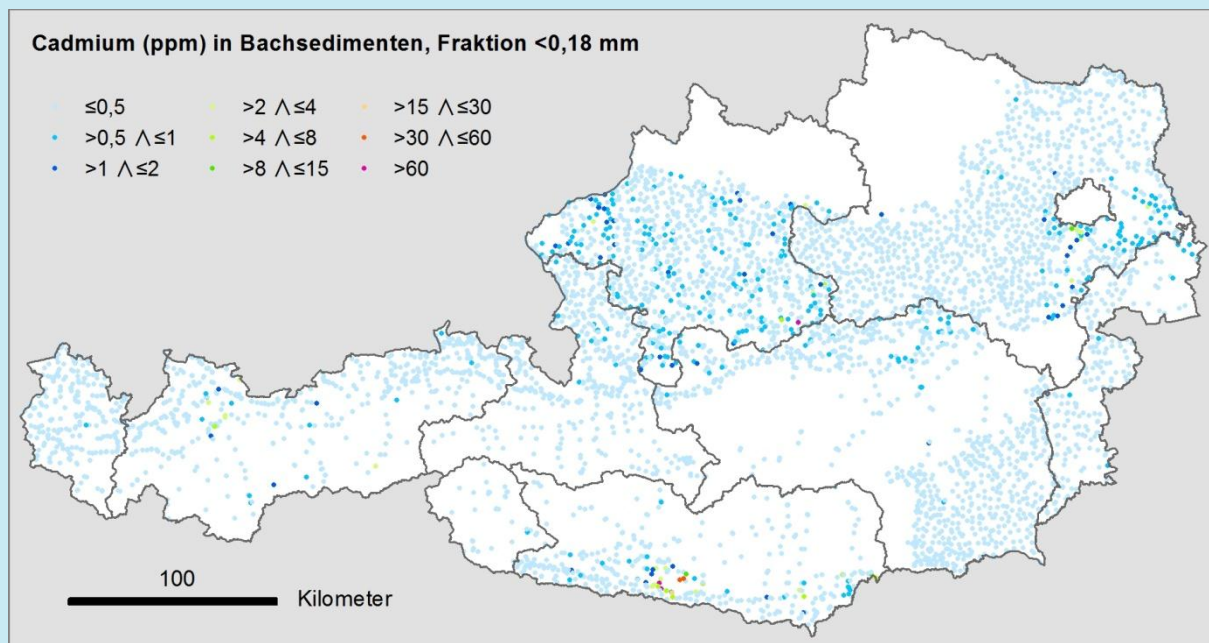 Cadmium (ppm) in Bachsedimenten, Fraktion <0,18 mm
≤0,5 >2 ⋀ ≤4 >15 ⋀ ≤30
>0,5 ⋀ ≤1 >4 ⋀ ≤8 >30 ⋀ ≤60
>1 ⋀ ≤2 >8 ⋀ ≤15 >60
100
Kilometer